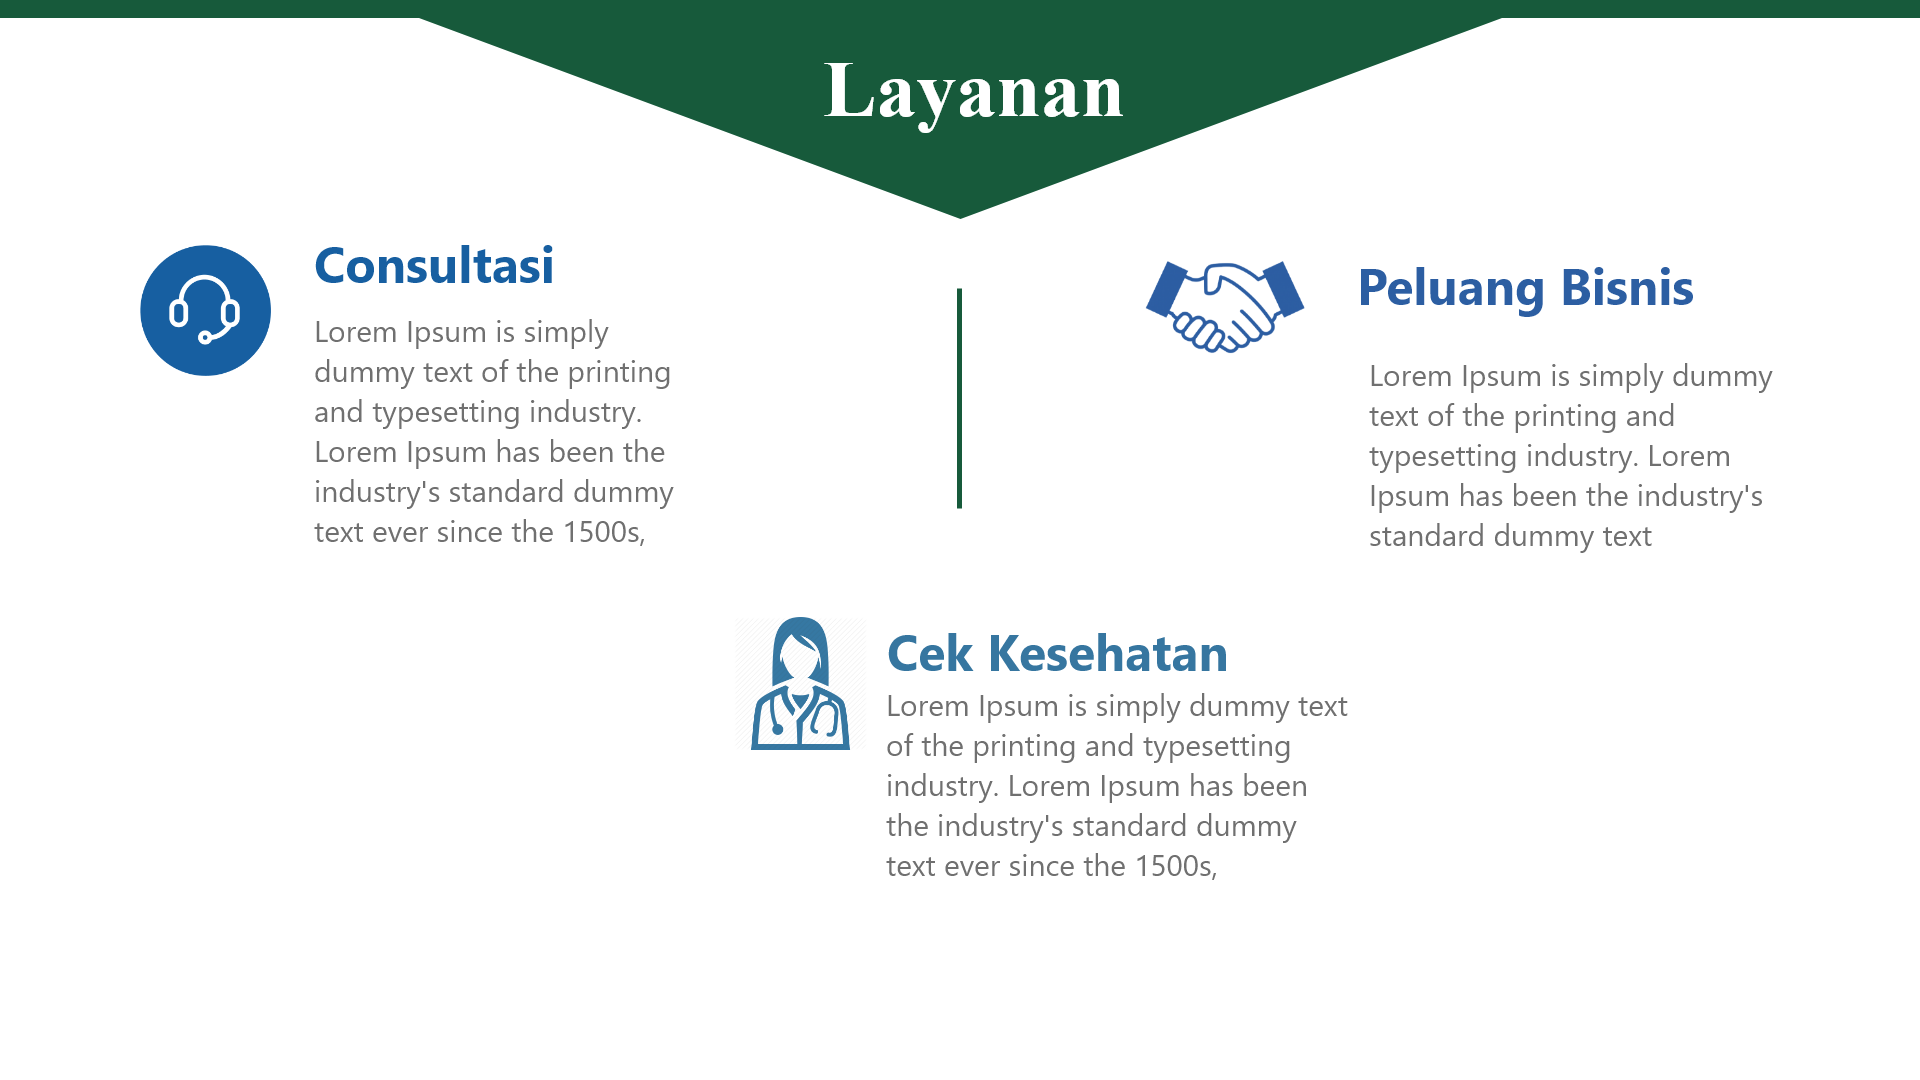 Layanan
Consultasi
Lorem Ipsum is simply
dummy text of the printing
and typesetting industry.
Lorem Ipsum has been the
industry's standard dummy
text ever since the 1500s,
Peluang Bisnis
Lorem Ipsum is simply dummy
text of the printing and
typesetting industry. Lorem
Ipsum has been the industry's
standard dummy text
Cek Kesehatan
Lorem Ipsum is simply dummy text
of the printing and typesetting
industry. Lorem Ipsum has been
the industry's standard dummy
text ever since the 1500s,